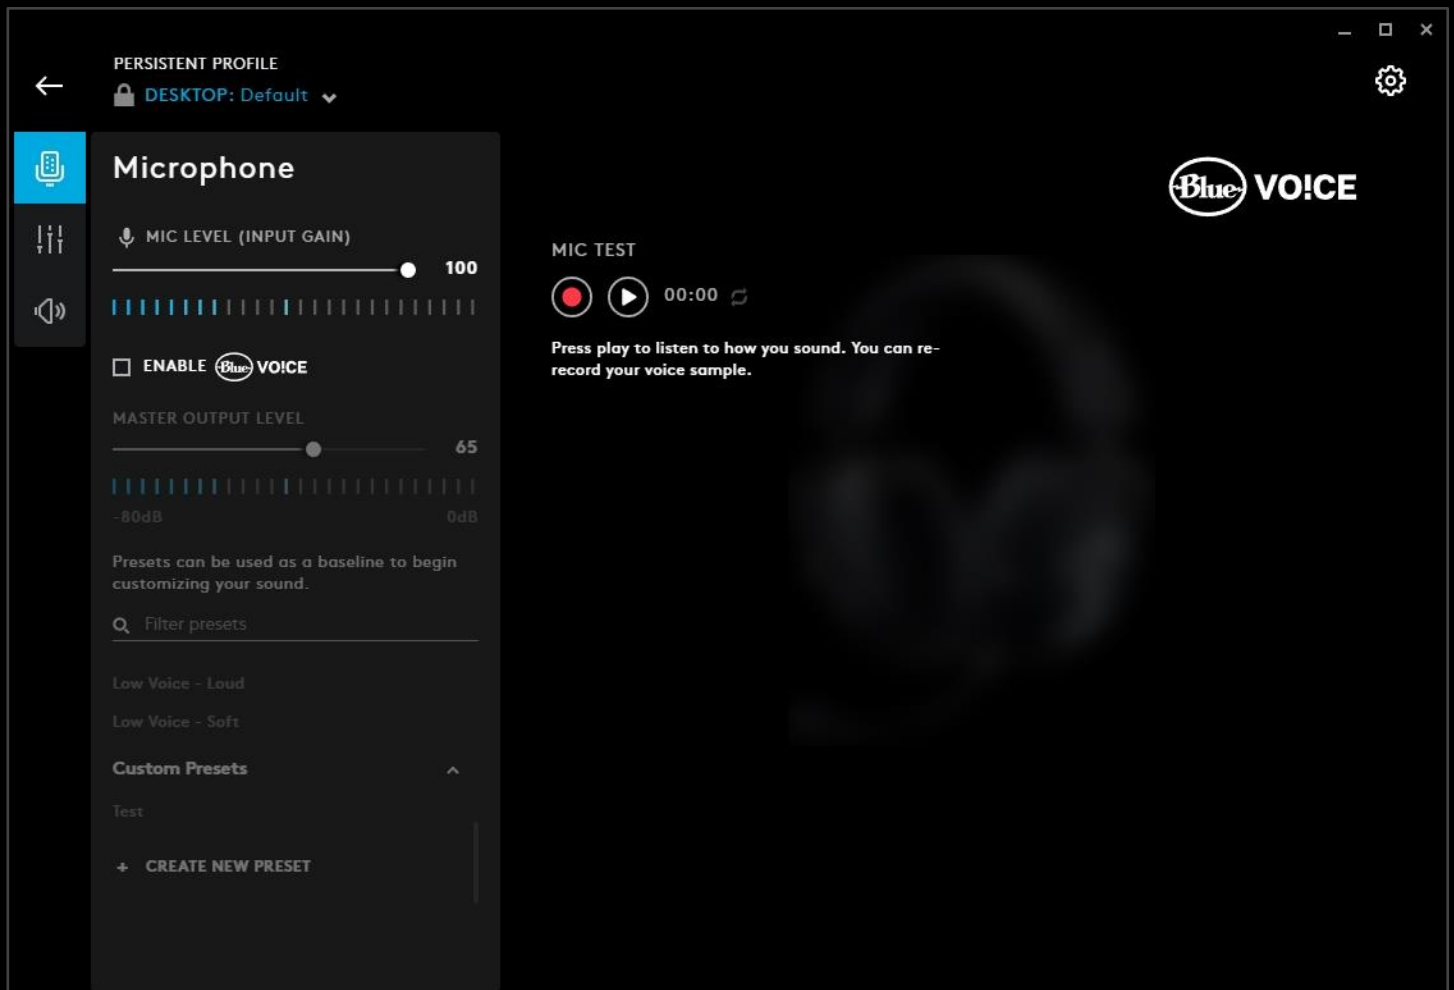 PERSISTENT PROFILE
DESKTOP: Default
Microphone
MIC LEVEL (INPUT GAIN)
100
ENABLE Blue VO!CE
MASTER OUTPUT LEVEL
65
-80dB 0dB
Presets can be used as a baseline to begin
customizing your sound.
Filter presets
Low Voice - Loud
Low Voice - Soft
Custom Presets
Test
+ CREATE NEW PRESET
Blue VO!CE
MIC TEST
00:00
Press play to listen to how you sound. You can re-
record your voice sample.